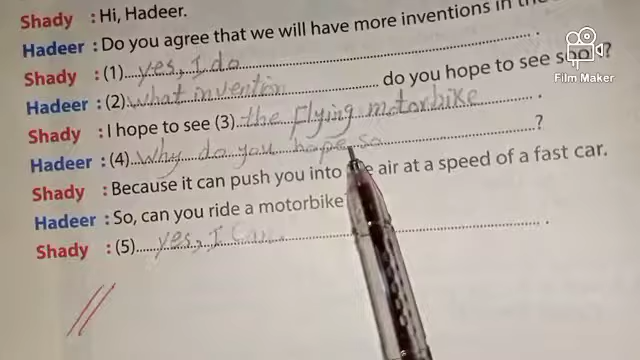 Shady : Hi, Hadeer.
Hadeer : Do you agree that we will have more inventions in the
Shady : (1) yes, I do .
Hadeer : (2) What invention do you hope to see soon?
Shady : I hope to see (3) the flying motorbike .
Hadeer : (4) Why do you hope so ?
Shady : Because it can push you into the air at a speed of a fast car.
Hadeer : So, can you ride a motorbike
Shady : (5) yes, I can. .
Film Maker